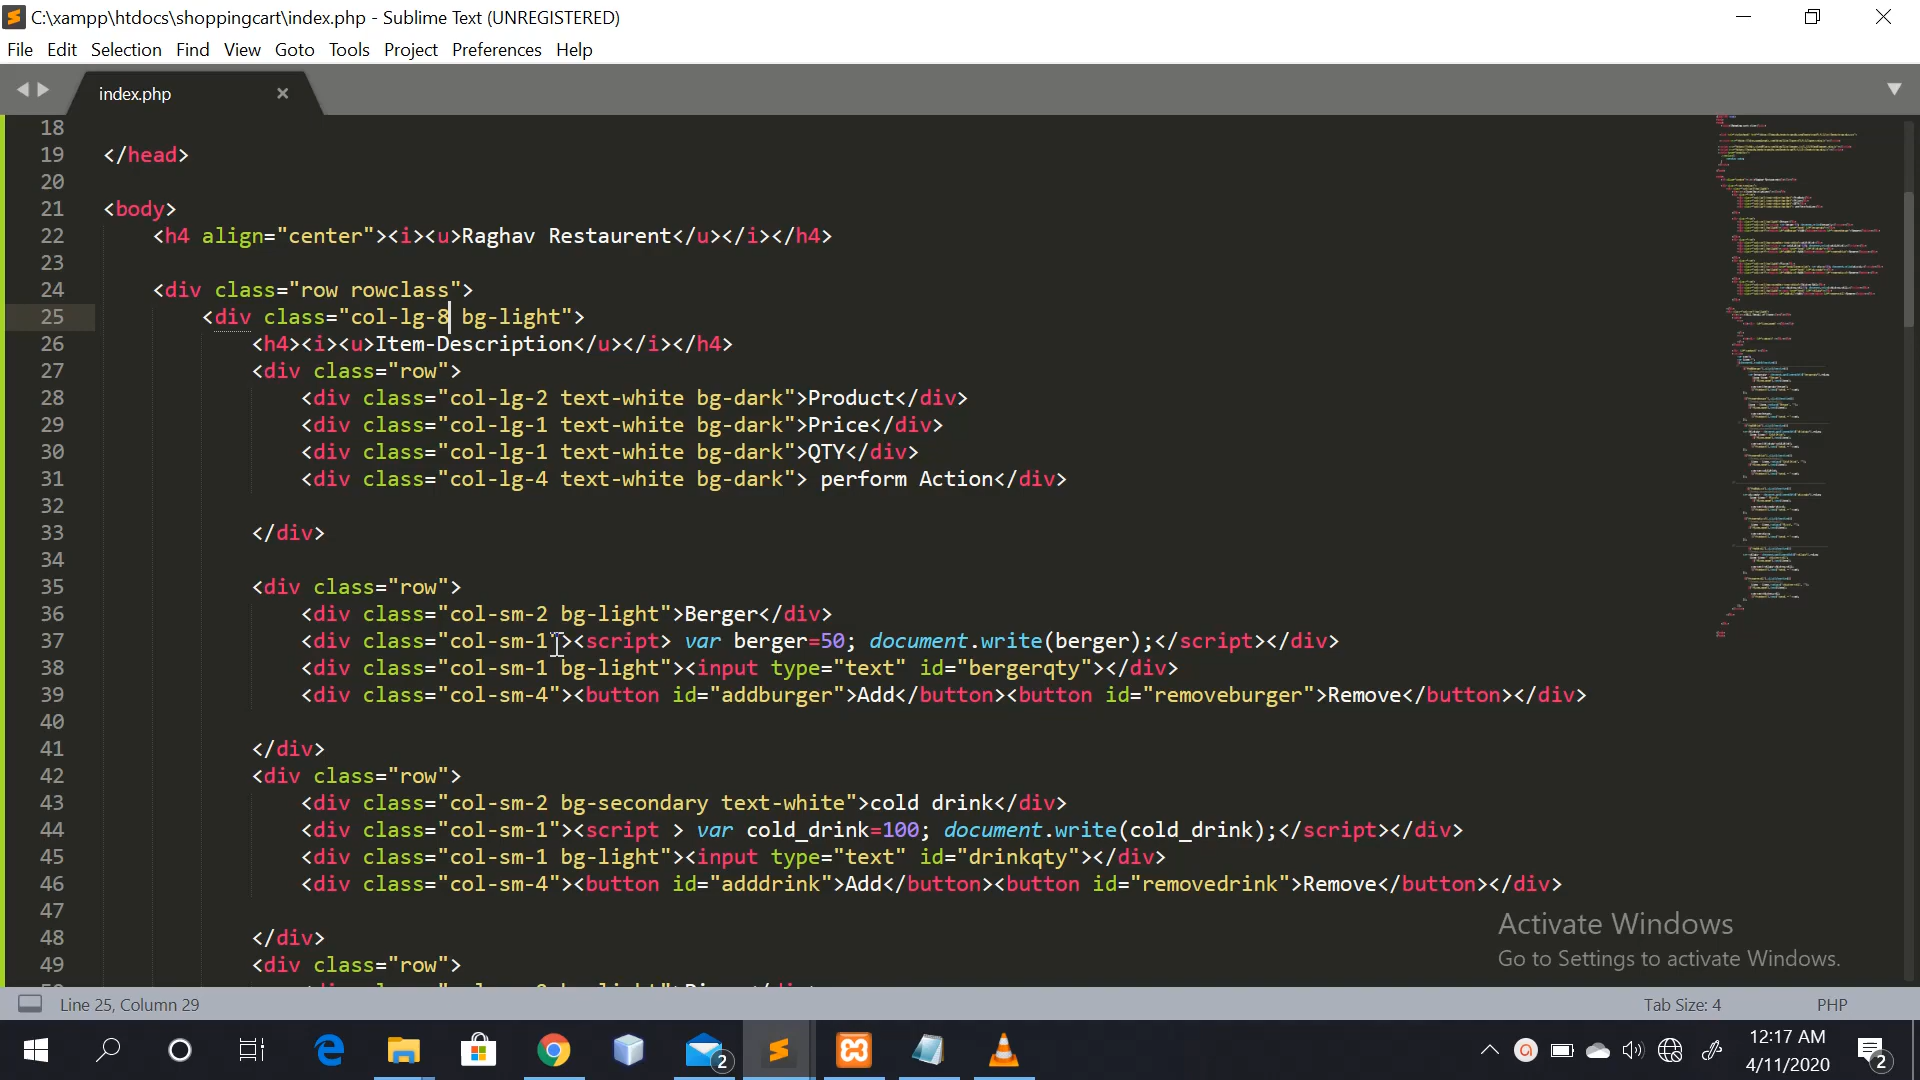 C:\xampp\htdocs\shoppingcart\index.php - Sublime Text (UNREGISTERED)
File Edit Selection Find View Goto Tools Project Preferences Help
index.php
18
19 </head>
20
21 <body>
22 <h4 align="center"><i><u>Raghav Restaurent</u></i></h4>
23
24 <div class="row rowclass">
25 <div class="col-lg-8 bg-light">
26 <h4><i><u>Item-Description</u></i></h4>
27 <div class="row">
28 <div class="col-lg-2 text-white bg-dark">Product</div>
29 <div class="col-lg-1 text-white bg-dark">Price</div>
30 <div class="col-lg-1 text-white bg-dark">QTY</div>
31 <div class="col-lg-4 text-white bg-dark"> perform Action</div>
32
33 </div>
34
35 <div class="row">
36 <div class="col-sm-2 bg-light">Berger</div>
37 <div class="col-sm-1"><script> var berger=50; document.write(berger);</script></div>
38 <div class="col-sm-1 bg-light"><input type="text" id="bergerqty"></div>
39 <div class="col-sm-4"><button id="addburger">Add</button><button id="removeburger">Remove</button></div>
40
41 </div>
42 <div class="row">
43 <div class="col-sm-2 bg-secondary text-white">cold drink</div>
44 <div class="col-sm-1"><script > var cold_drink=100; document.write(cold_drink);</script></div>
45 <div class="col-sm-1 bg-light"><input type="text" id="drinkqty"></div>
46 <div class="col-sm-4"><button id="adddrink">Add</button><button id="removedrink">Remove</button></div>
47
48 </div>
49 <div class="row">
Activate Windows
Go to Settings to activate Windows.
Line 25, Column 29 Tab Size: 4 PHP
2
12:17 AM
4/11/2020
2